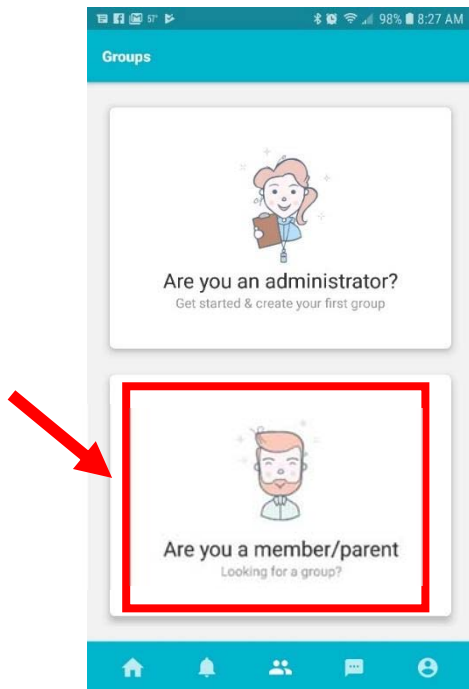 57° 98% 8:27 AM
Groups
Are you an administrator?
Get started & create your first group
Are you a member/parent
Looking for a group?